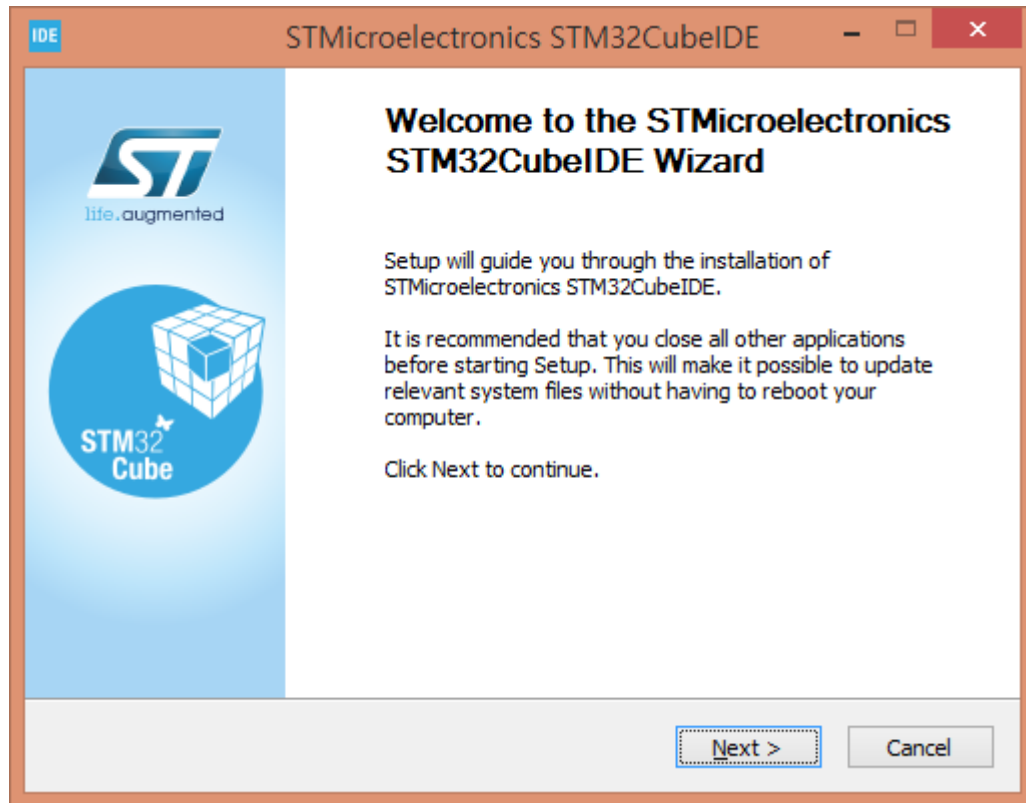 IDE
STMicroelectronics STM32CubeIDE
ST
life.augmented
STM32
Cube
Welcome to the STMicroelectronics
STM32CubeIDE Wizard
Setup will guide you through the installation of
STMicroelectronics STM32CubeIDE.
It is recommended that you close all other applications
before starting Setup. This will make it possible to update
relevant system files without having to reboot your
computer.
Click Next to continue.
Next >
Cancel